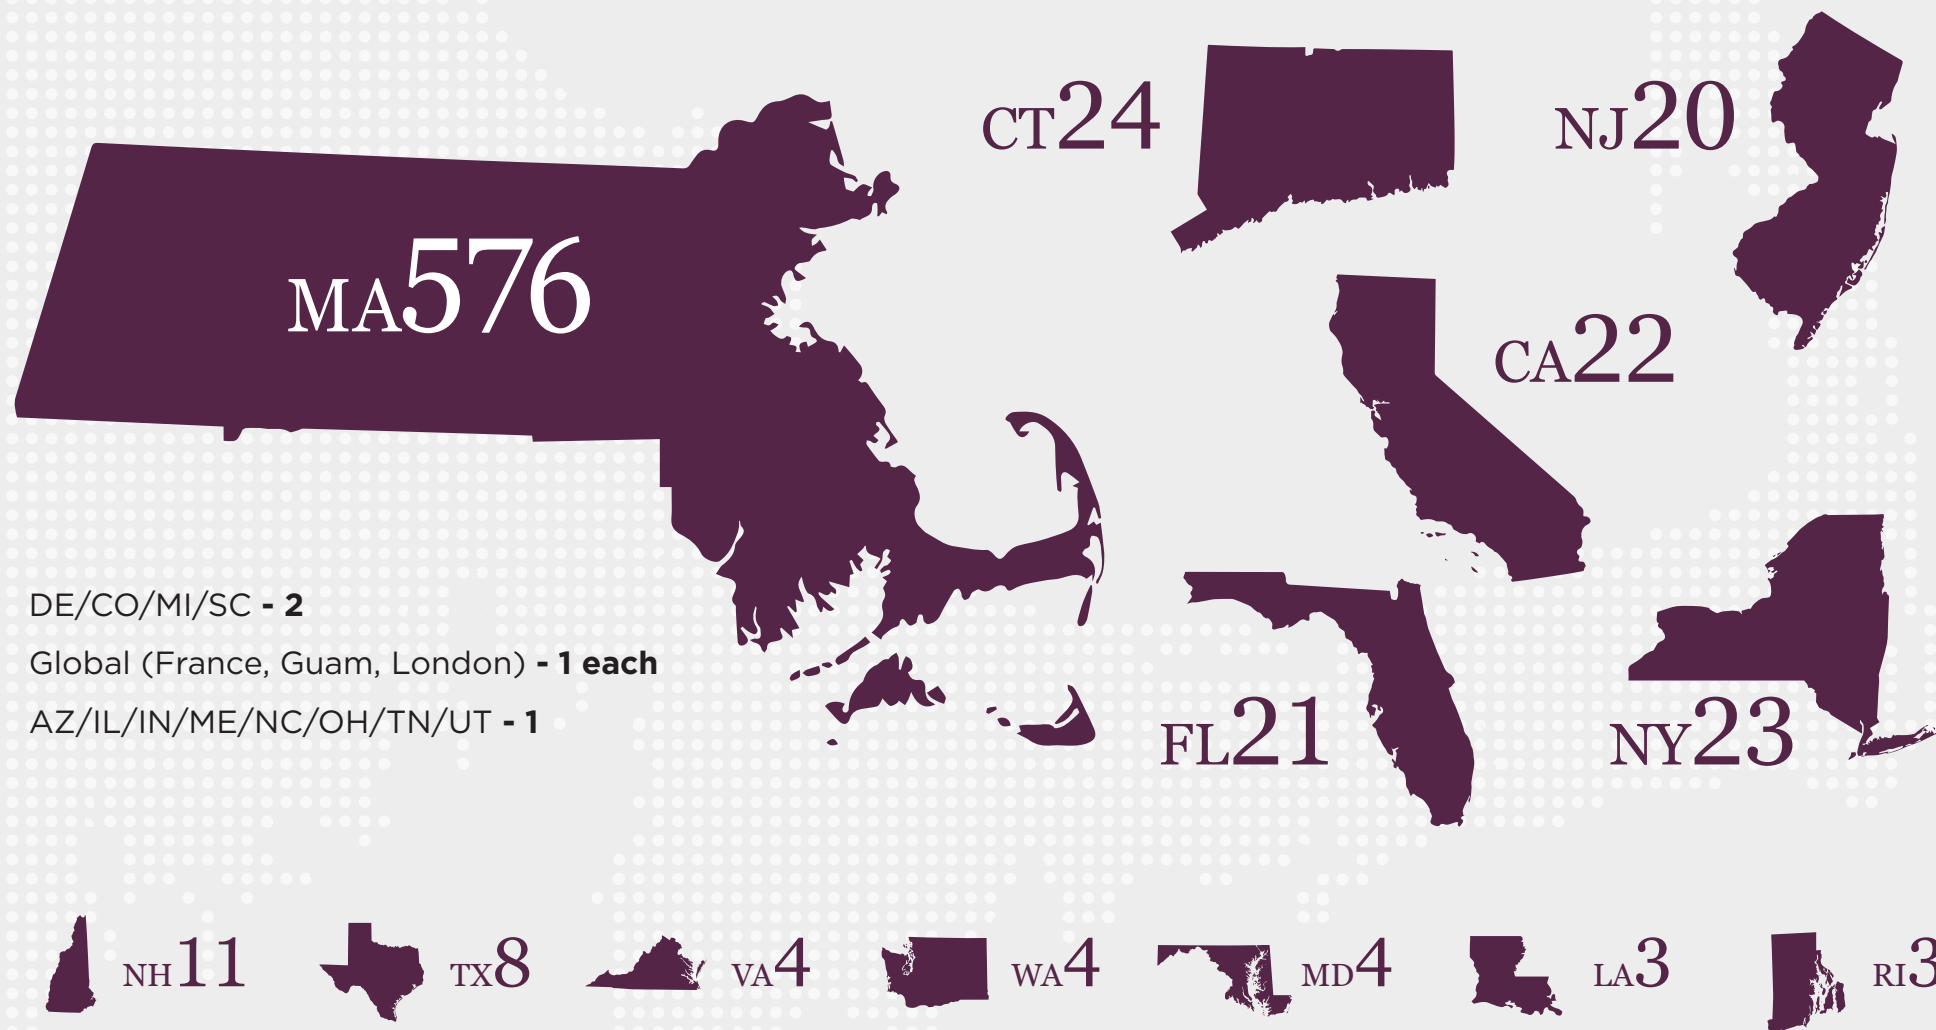 MA576
CT24
NJ20
CA22
FL21
NY23
DE/CO/MI/SC - 2
Global (France, Guam, London) - 1 each
AZ/IL/IN/ME/NC/OH/TN/UT - 1
NH11
TX8
VA4
WA4
MD4
LA3
RI3